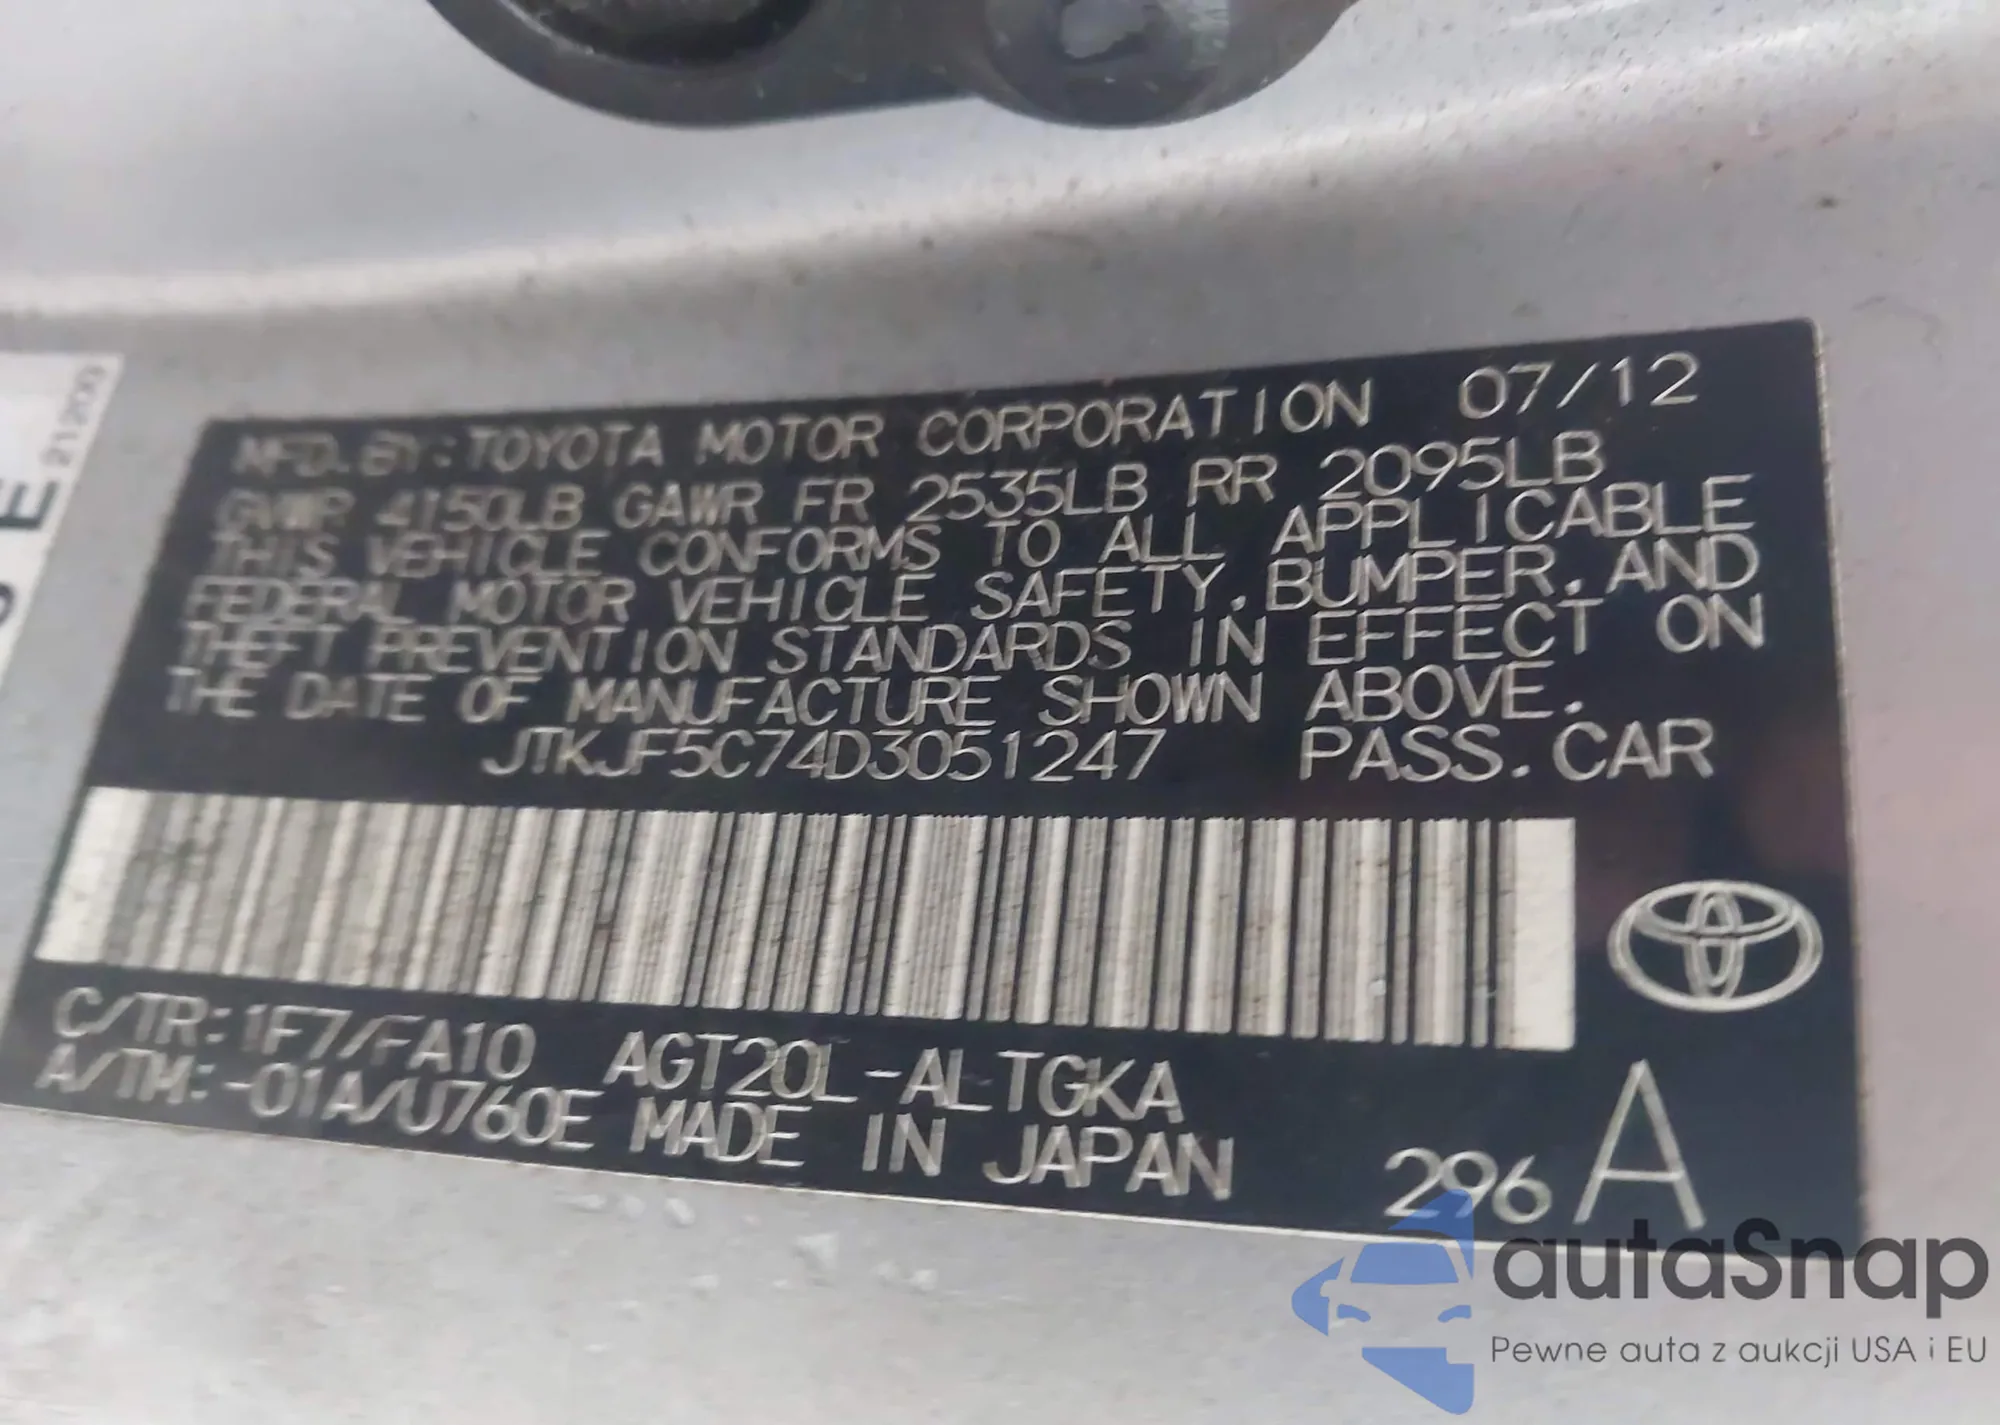 21200
E
MFD. BY: TOYOTA MOTOR CORPORATION 07/12
GVWR 4150LB GAWR FR 2535LB RR 2095LB
THIS VEHICLE CONFORMS TO ALL APPLICABLE
FEDERAL MOTOR VEHICLE SAFETY, BUMPER, AND
THEFT PREVENTION STANDARDS IN EFFECT ON
THE DATE OF MANUFACTURE SHOWN ABOVE.
JTKJF5C74D3051247 PASS. CAR
C/TR:1F7/FA10 AGT20L-ALTGKA
A/TM:-01A/U760E MADE IN JAPAN
296 A
autaSnap
Pewne auta z aukcji USA i EU